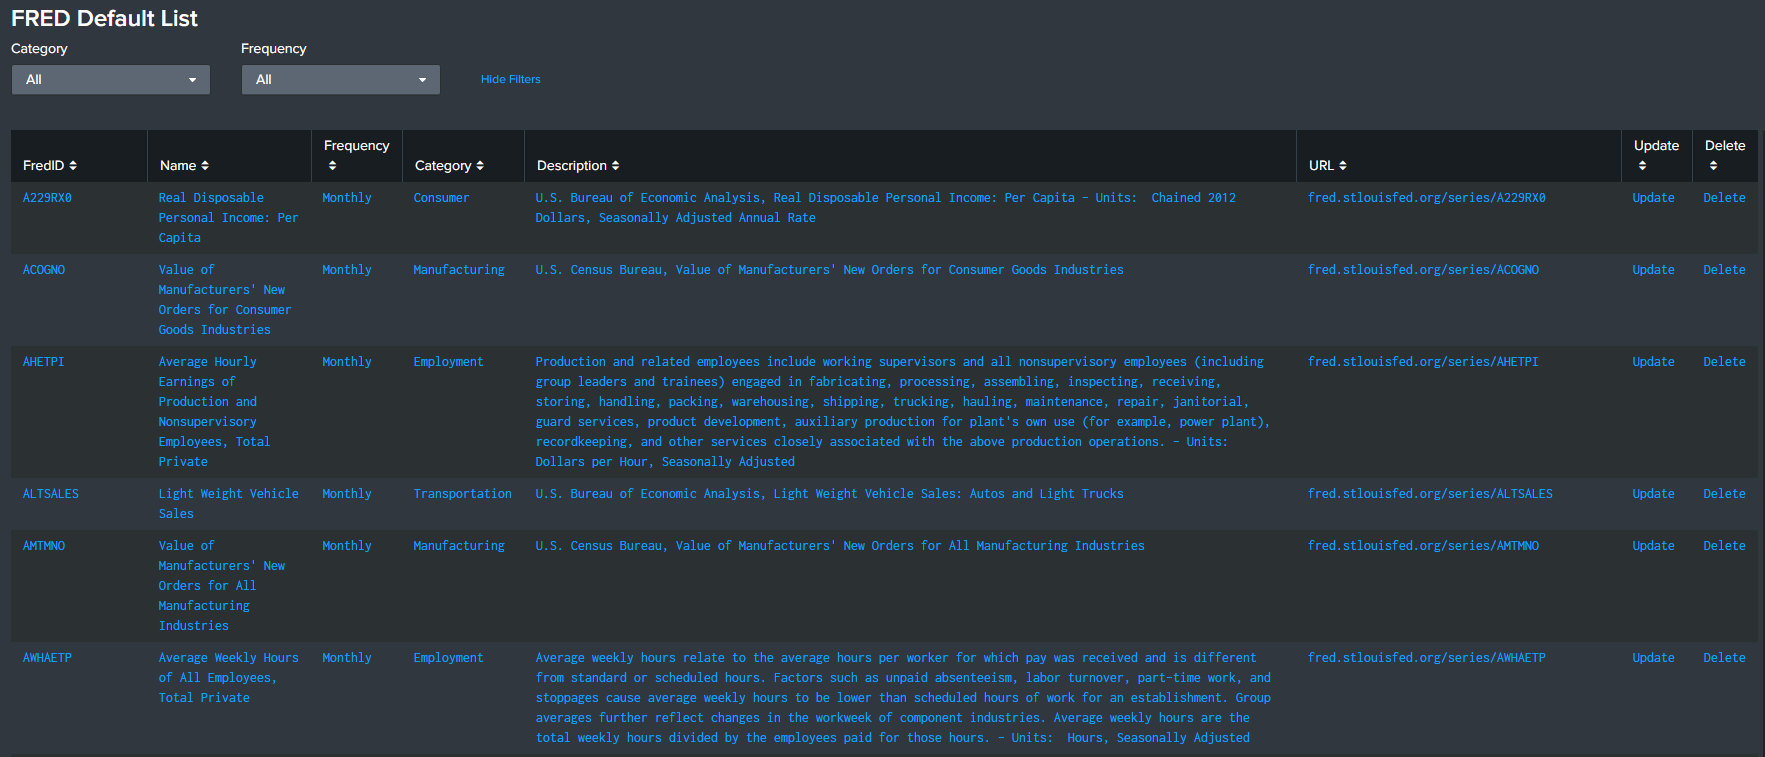 FRED Default List
Category
Frequency
All
All
Hide Filters
FredID
Name
Frequency
Category
Description
URL
Update
Delete
A229RX0
Real Disposable
Personal Income: Per
Capita
Monthly
Consumer
U.S. Bureau of Economic Analysis, Real Disposable Personal Income: Per Capita - Units:  Chained 2012
Dollars, Seasonally Adjusted Annual Rate
fred.stlouisfed.org/series/A229RX0
Update
Delete
ACOGNO
Value of
Manufacturers' New
Orders for Consumer
Goods Industries
Monthly
Manufacturing
U.S. Census Bureau, Value of Manufacturers' New Orders for Consumer Goods Industries
fred.stlouisfed.org/series/ACOGNO
Update
Delete
AHETPI
Average Hourly
Earnings of
Production and
Nonsupervisory
Employees, Total
Private
Monthly
Employment
Production and related employees include working supervisors and all nonsupervisory employees (including
group leaders and trainees) engaged in fabricating, processing, assembling, inspecting, receiving,
storing, handling, packing, warehousing, shipping, trucking, hauling, maintenance, repair, janitorial,
guard services, product development, auxiliary production for plant's own use (for example, power plant),
recordkeeping, and other services closely associated with the above production operations. - Units:
Dollars per Hour, Seasonally Adjusted
fred.stlouisfed.org/series/AHETPI
Update
Delete
ALTSALES
Light Weight Vehicle
Sales
Monthly
Transportation
U.S. Bureau of Economic Analysis, Light Weight Vehicle Sales: Autos and Light Trucks
fred.stlouisfed.org/series/ALTSALES
Update
Delete
AMTMNO
Value of
Manufacturers' New
Orders for All
Manufacturing
Industries
Monthly
Manufacturing
U.S. Census Bureau, Value of Manufacturers' New Orders for All Manufacturing Industries
fred.stlouisfed.org/series/AMTMNO
Update
Delete
AWHAETP
Average Weekly Hours
of All Employees,
Total Private
Monthly
Employment
Average weekly hours relate to the average hours per worker for which pay was received and is different
from standard or scheduled hours. Factors such as unpaid absenteeism, labor turnover, part-time work, and
stoppages cause average weekly hours to be lower than scheduled hours of work for an establishment. Group
averages further reflect changes in the workweek of component industries. Average weekly hours are the
total weekly hours divided by the employees paid for those hours. - Units:  Hours, Seasonally Adjusted
fred.stlouisfed.org/series/AWHAETP
Update
Delete